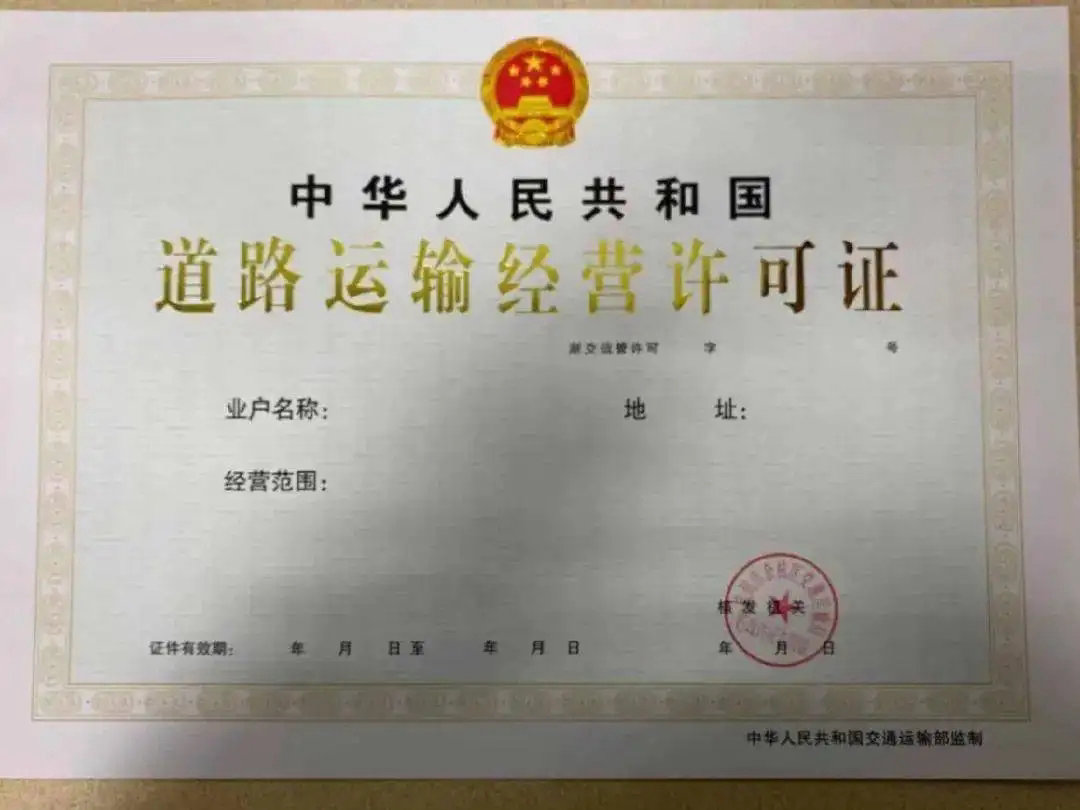 中华人民共和国
道路运输经营许可证
交运管许可 字 号
业户名称： 地 址：
经营范围：
核发机关
证件有效期： 年 月 日至 年 月 日 年 月 日
中华人民共和国交通运输部监制